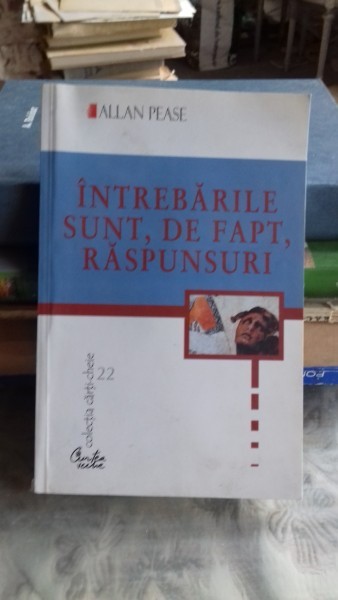 ALLAN PEASE
ÎNTREBĂRILE
SUNT, DE FAPT,
RĂSPUNSURI
colecția cărți-cheie 22
Curtea
veche